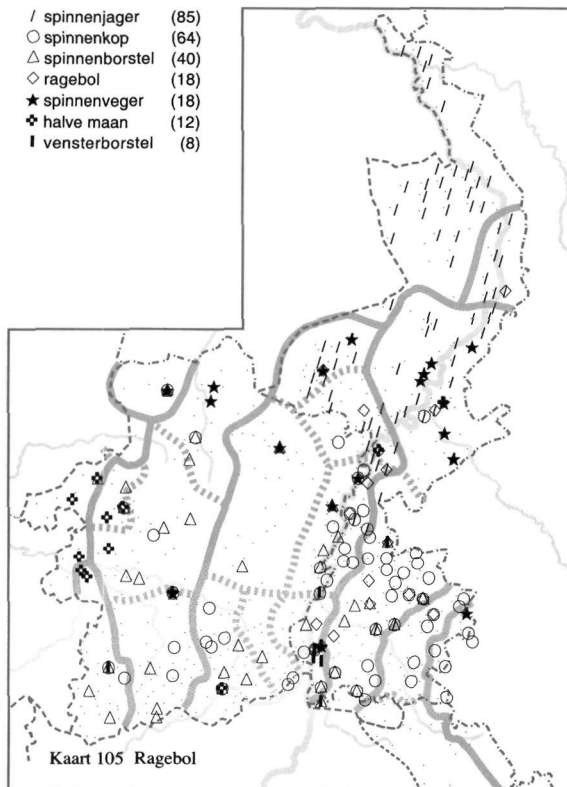 / spinnenjager (85)
○ spinnenkop (64)
△ spinnenborstel (40)
◇ ragebol (18)
★ spinnenveger (18)
✤ halve maan (12)
❙ vensterborstel (8)
Kaart 105 Ragebol